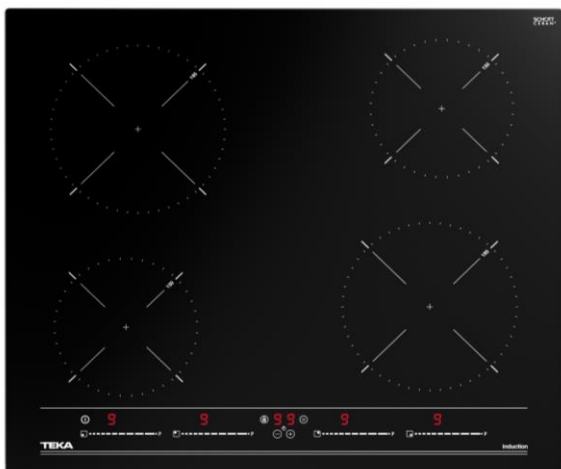 SCHOTT
CERAN®
9 9 9 9 9 9
P P P P
TEKA Induction